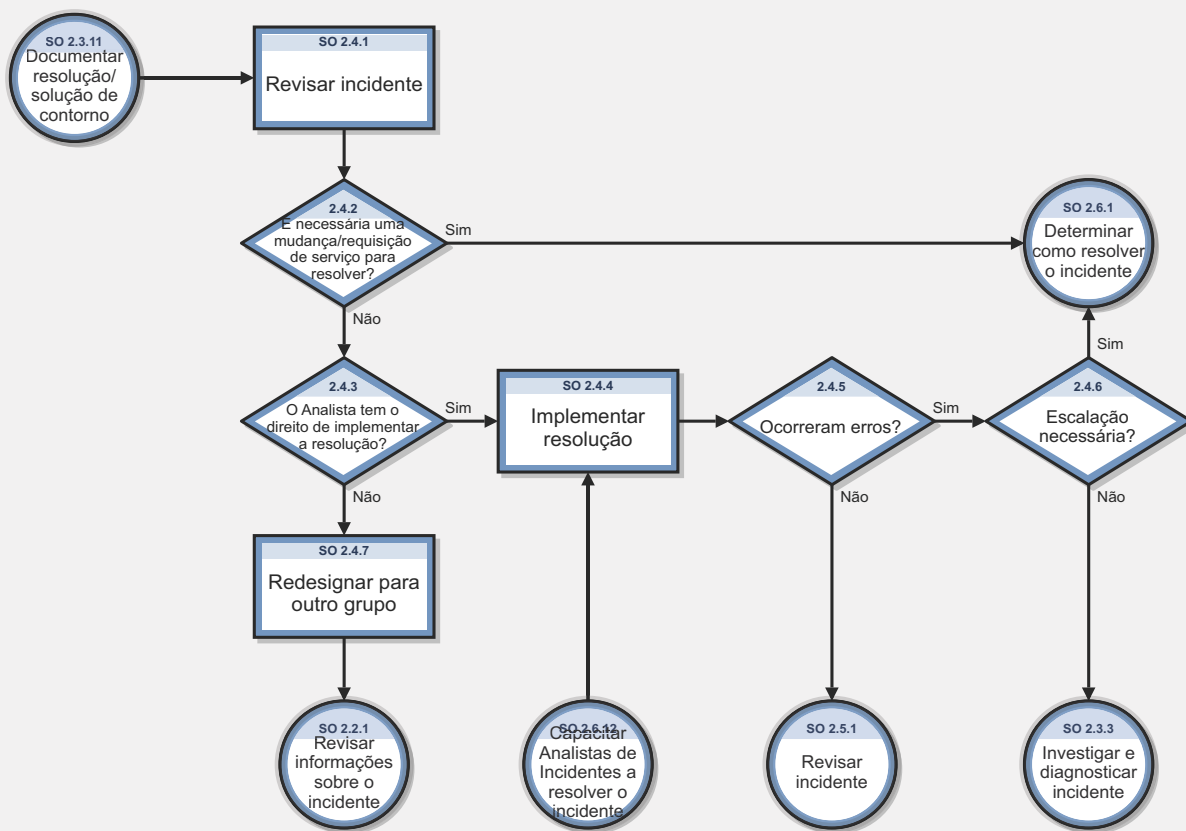 SO 2.3.11
Documentar
resolução/
solução de
contorno
SO 2.4.1
Revisar incidente
2.4.2
É necessária uma
mudança/requisição
de serviço para
resolver?
Sim
Não
SO 2.6.1
Determinar
como resolver
o incidente
2.4.3
O Analista tem o
direito de implementar
a resolução?
Sim
Não
SO 2.4.4
Implementar
resolução
2.4.5
Ocorreram erros?
Sim
Não
2.4.6
Escalação
necessária?
Sim
Não
SO 2.4.7
Redesignar para
outro grupo
SO 2.2.1
Revisar
informações
sobre o
incidente
SO 2.6.12
Capacitar
Analistas de
Incidentes a
resolver o
incidente
SO 2.5.1
Revisar
incidente
SO 2.3.3
Investigar e
diagnosticar
incidente